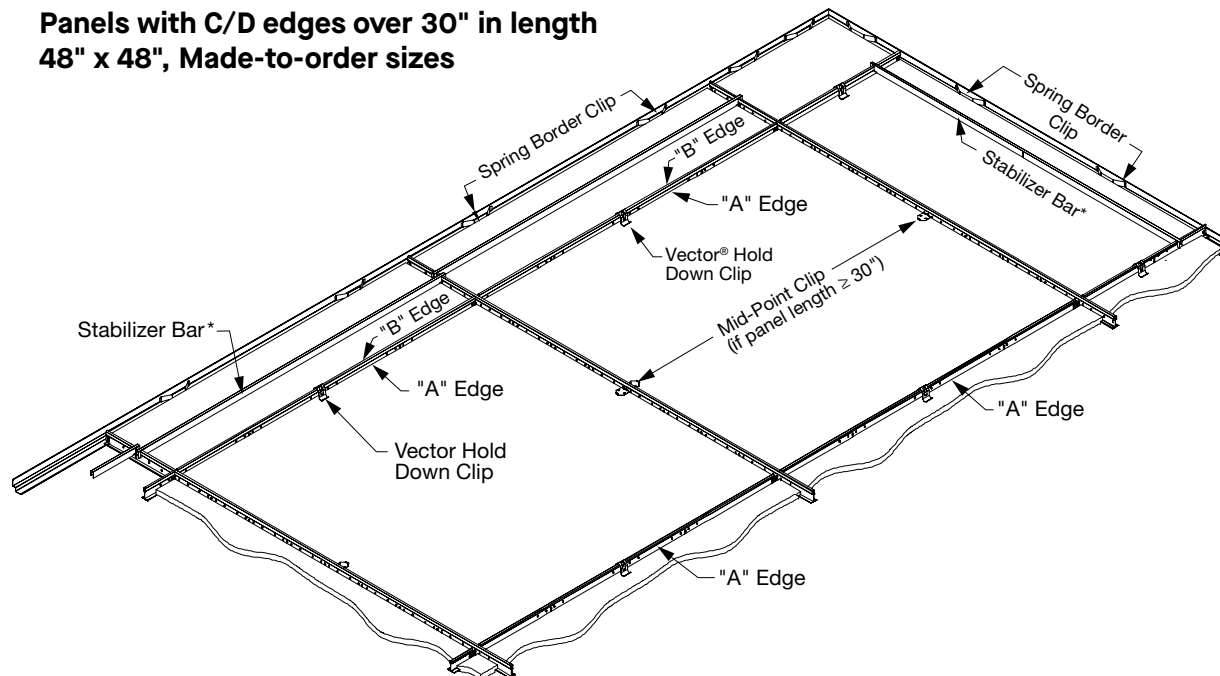 Panels with C/D edges over 30" in length
48" x 48", Made-to-order sizes
Spring Border Clip
Spring Border
Clip
"B" Edge
"A" Edge
Stabilizer Bar*
Vector® Hold
Down Clip
Mid-Point Clip
(if panel length ≥ 30")
Stabilizer Bar*
"B" Edge
"A" Edge
"A" Edge
Vector Hold
Down Clip
"A" Edge